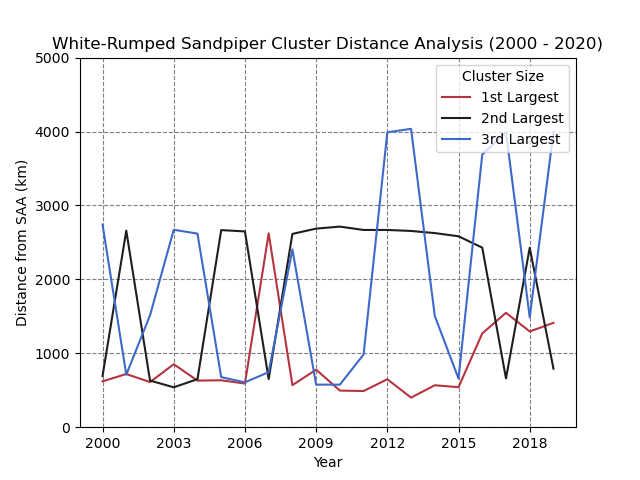 White-Rumped Sandpiper Cluster Distance Analysis (2000 - 2020)
Cluster Size
1st Largest
2nd Largest
3rd Largest
Distance from SAA (km)
5000
4000
3000
2000
1000
0
2000 2003 2006 2009 2012 2015 2018
Year